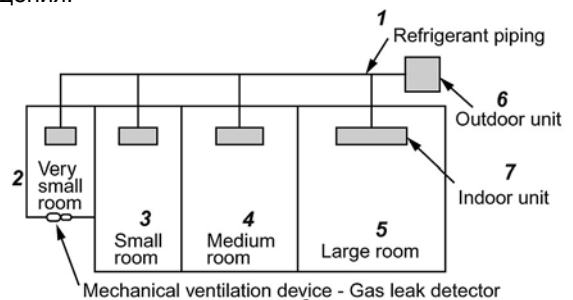 щения.
1
Refrigerant piping
6
Outdoor unit
2
Very
small
room
7
Indoor unit
3
Small
room
4
Medium
room
5
Large room
Mechanical ventilation device - Gas leak detector